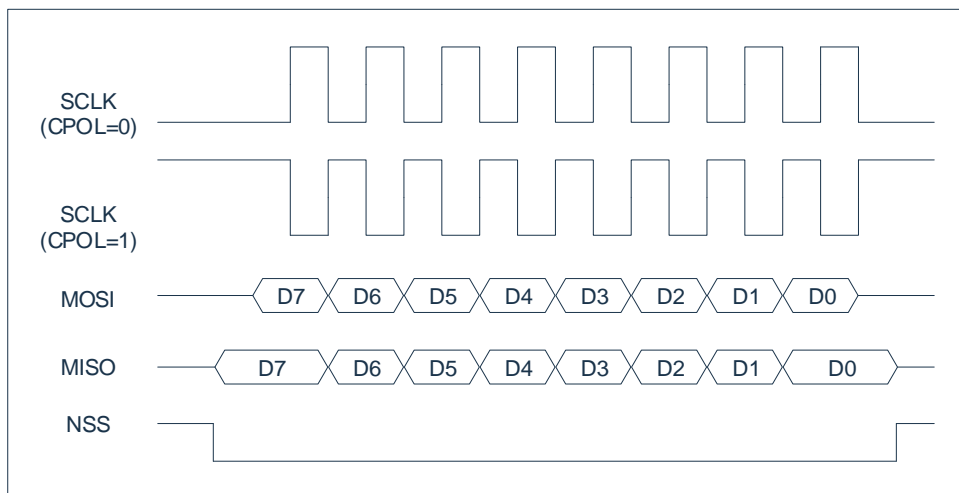 SCLK
(CPOL=0)
SCLK
(CPOL=1)
MOSI D7 D6 D5 D4 D3 D2 D1 D0
MISO D7 D6 D5 D4 D3 D2 D1 D0
NSS